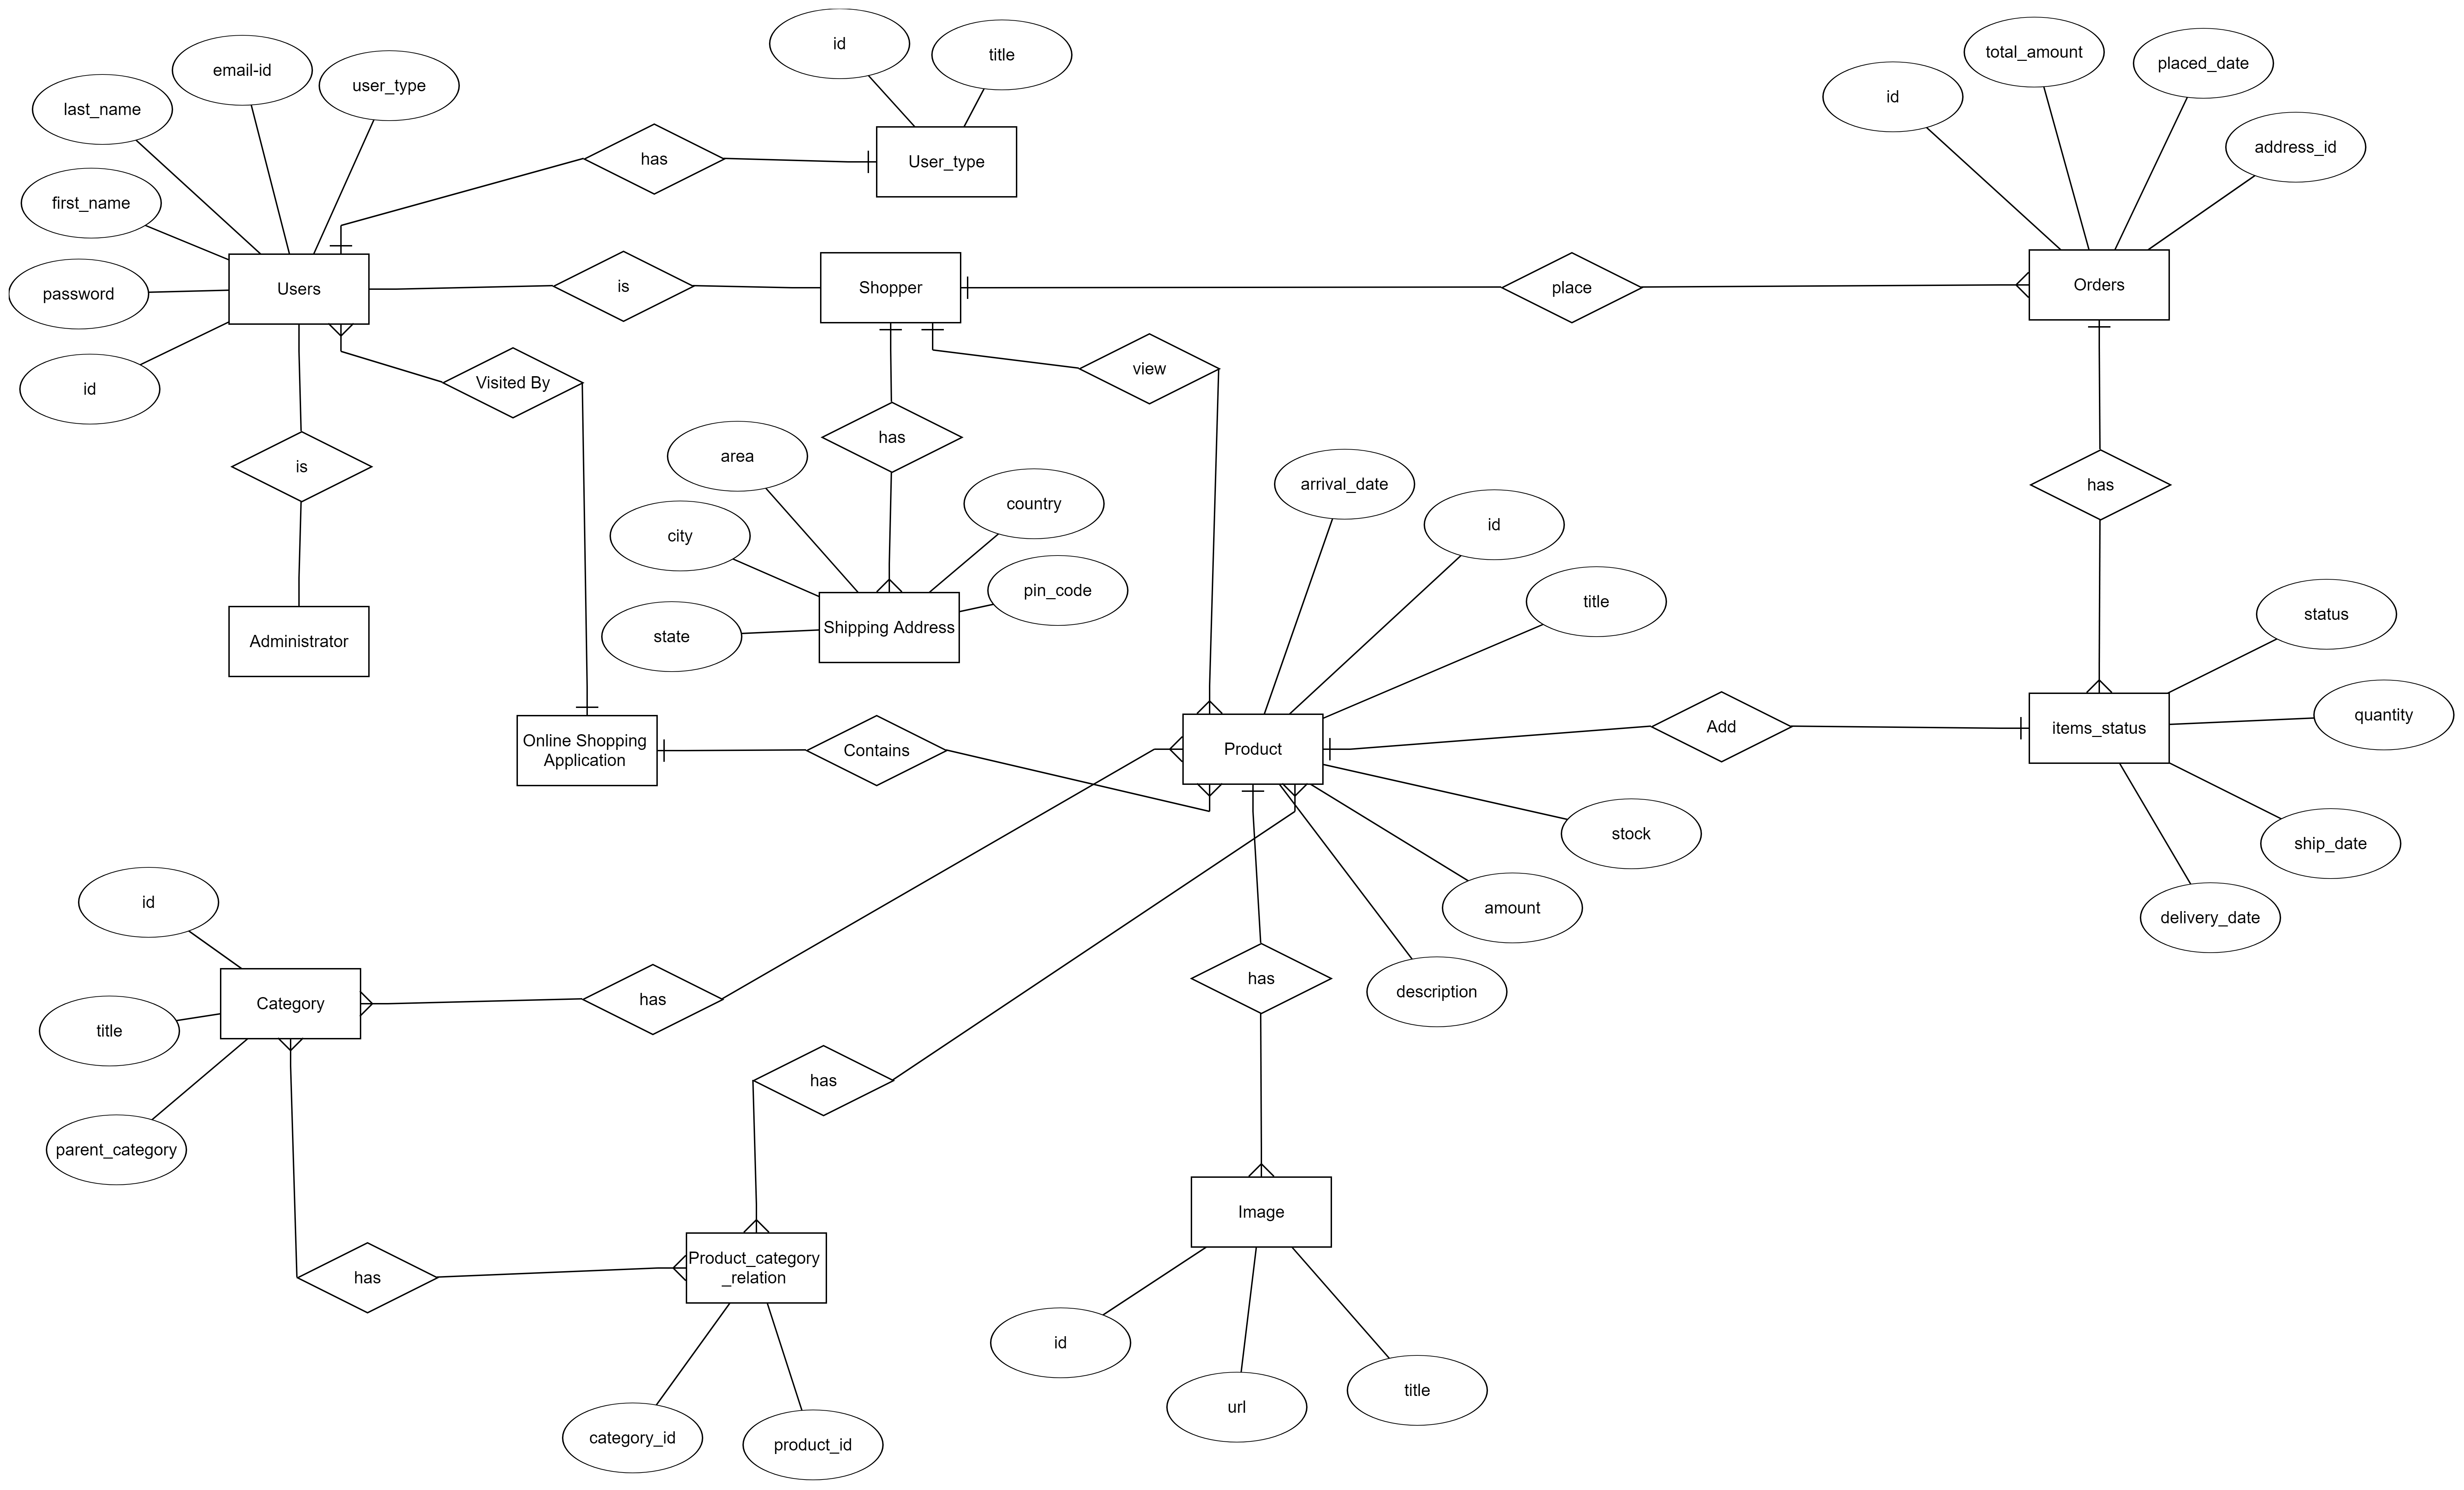 id
title
total_amount
placed_date
id
address_id
email-id
user_type
last_name
has
User_type
first_name
password
Users
is
Shopper
place
Orders
id
Visited By
view
is
has
has
area
city
country
state
pin_code
Shipping Address
Administrator
arrival_date
id
title
status
quantity
Online Shopping
Application
Contains
Product
Add
items_status
stock
ship_date
amount
delivery_date
description
id
Category
has
title
parent_category
has
has
has
Product_category
_relation
Image
id
url
title
category_id
product_id